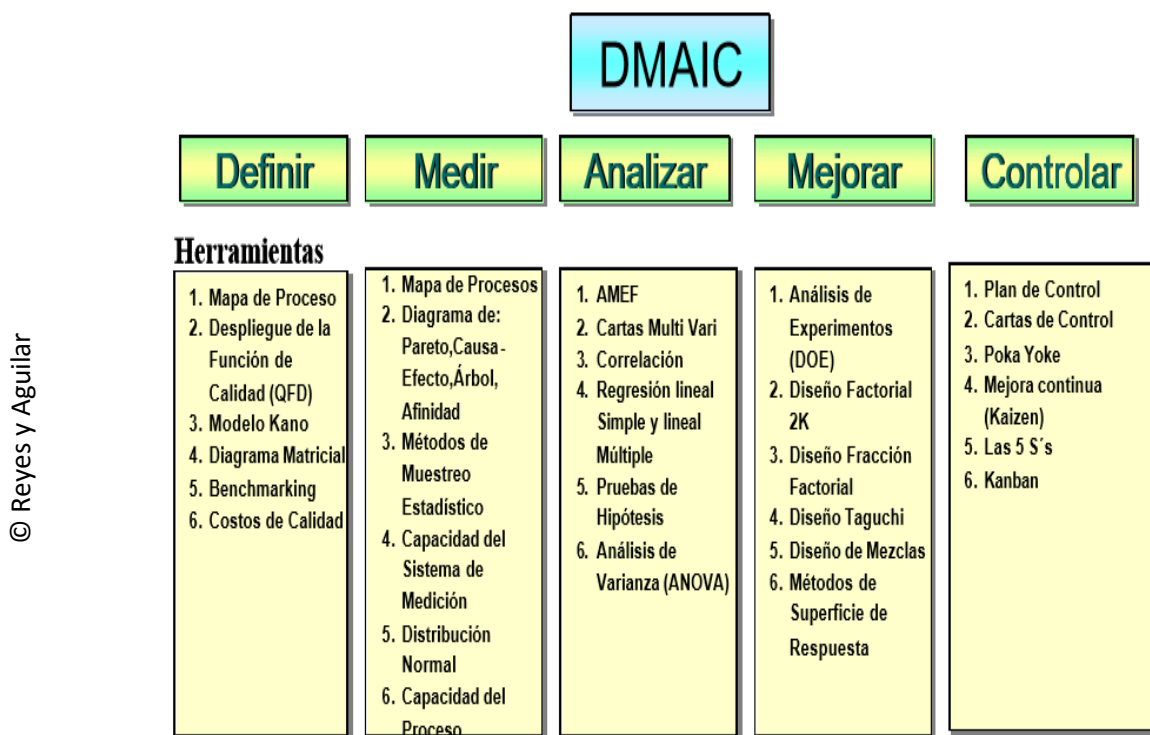 DMAIC
Definir
Medir
Analizar
Mejorar
Controlar
Herramientas
1. Mapa de Proceso
2. Despliegue de la
Función de
Calidad (QFD)
3. Modelo Kano
4. Diagrama Matricial
5. Benchmarking
6. Costos de Calidad
1. Mapa de Procesos
2. Diagrama de:
Pareto,Causa-
Efecto,Árbol,
Afinidad
3. Métodos de
Muestreo
Estadístico
4. Capacidad del
Sistema de
Medición
5. Distribución
Normal
6. Capacidad del
Proceso
1. AMEF
2. Cartas Multi Vari
3. Correlación
4. Regresión lineal
Simple y lineal
Múltiple
5. Pruebas de
Hipótesis
6. Análisis de
Varianza (ANOVA)
1. Análisis de
Experimentos
(DOE)
2. Diseño Factorial
2K
3. Diseño Fracción
Factorial
4. Diseño Taguchi
5. Diseño de Mezclas
6. Métodos de
Superficie de
Respuesta
1. Plan de Control
2. Cartas de Control
3. Poka Yoke
4. Mejora continua
(Kaizen)
5. Las 5 S´s
6. Kanban
© Reyes y Aguilar